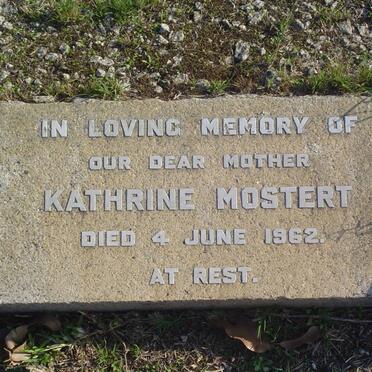 IN LOVING MEMORY OF
OUR DEAR MOTHER
KATHRINE MOSTERT
DIED 4 JUNE 1962.
AT REST.